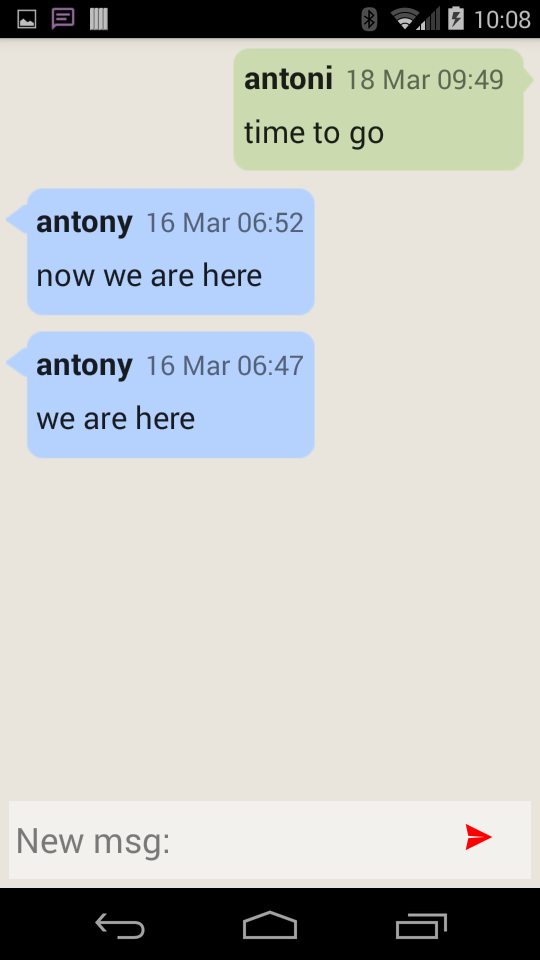 10:08
antoni 18 Mar 09:49
time to go
antony 16 Mar 06:52
now we are here
antony 16 Mar 06:47
we are here
New msg: